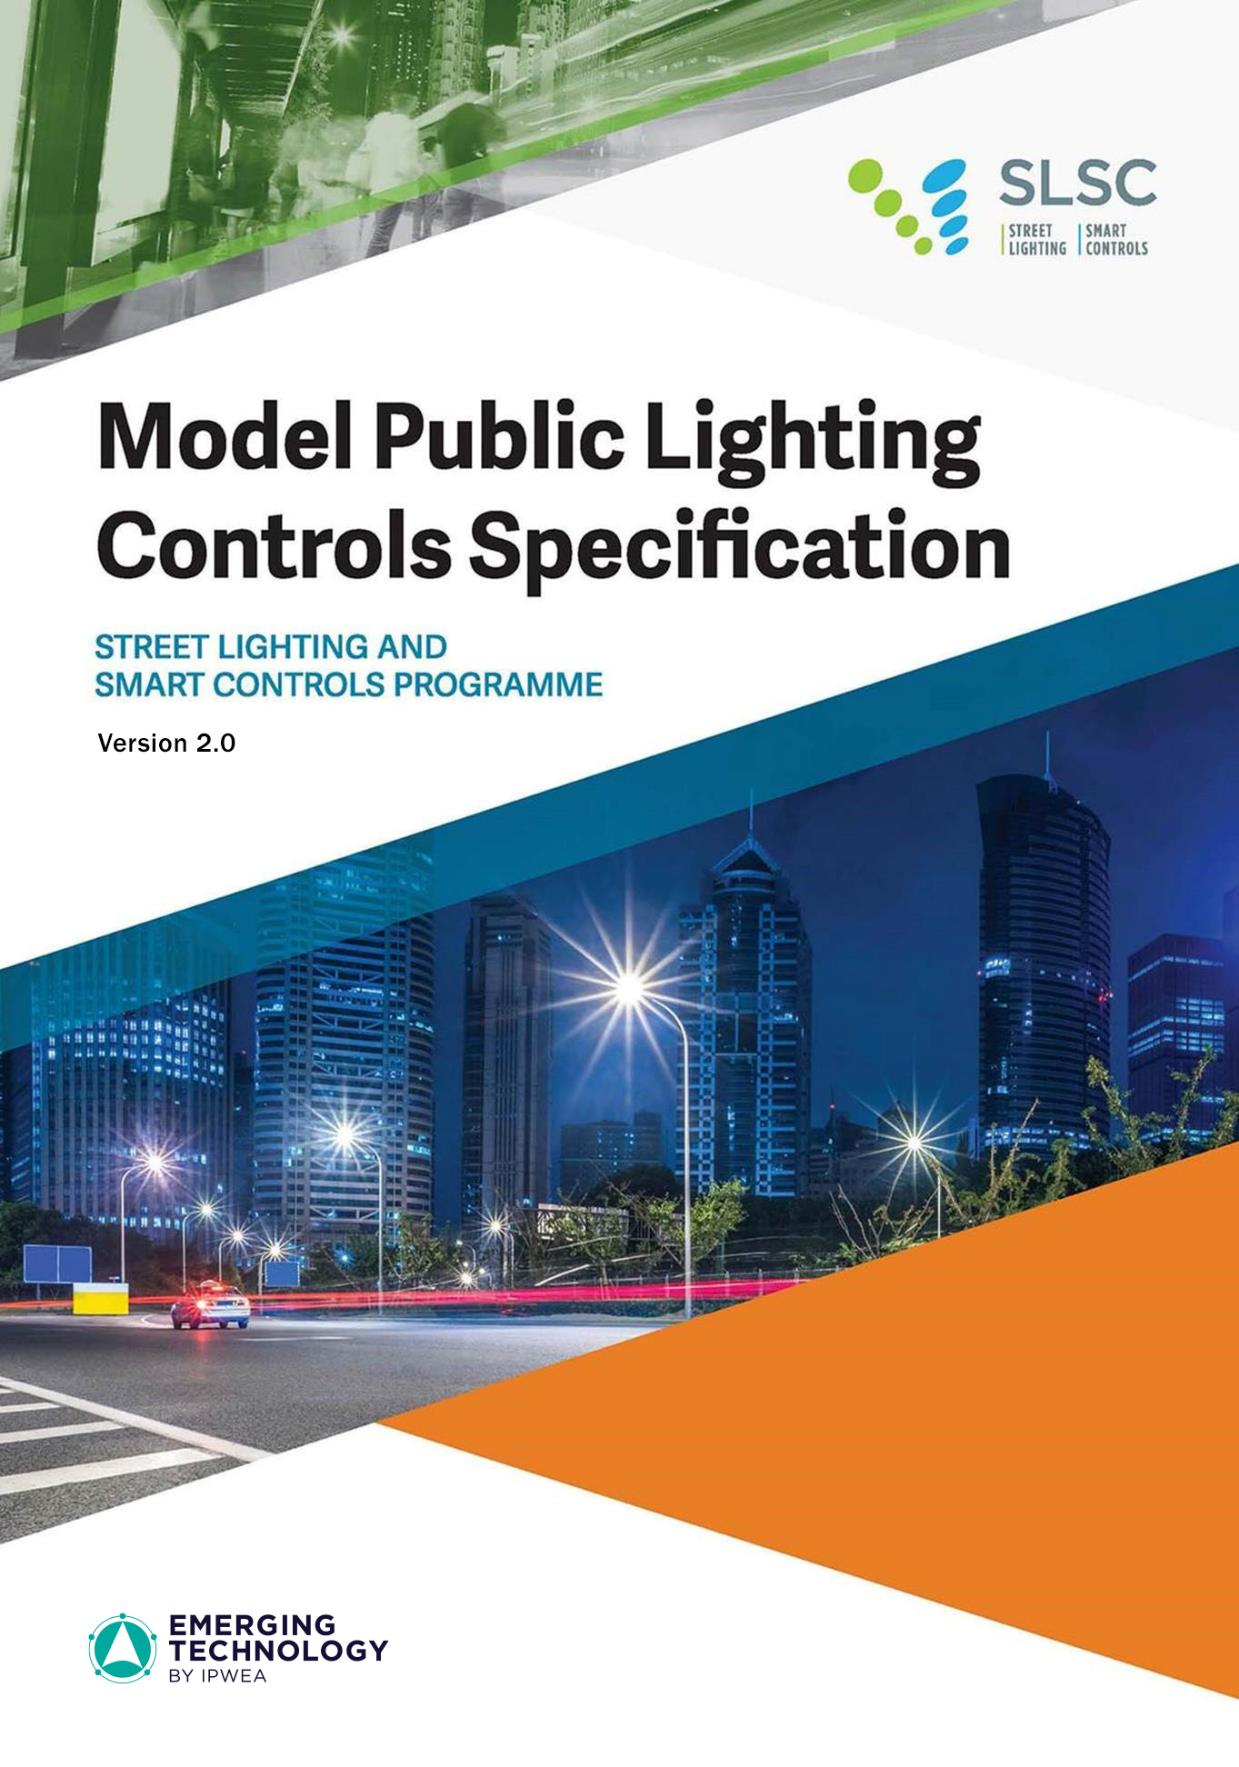 SLSC
STREET LIGHTING
SMART CONTROLS
Model Public Lighting
Controls Specification
STREET LIGHTING AND
SMART CONTROLS PROGRAMME
Version 2.0
EMERGING
TECHNOLOGY
BY IPWEA